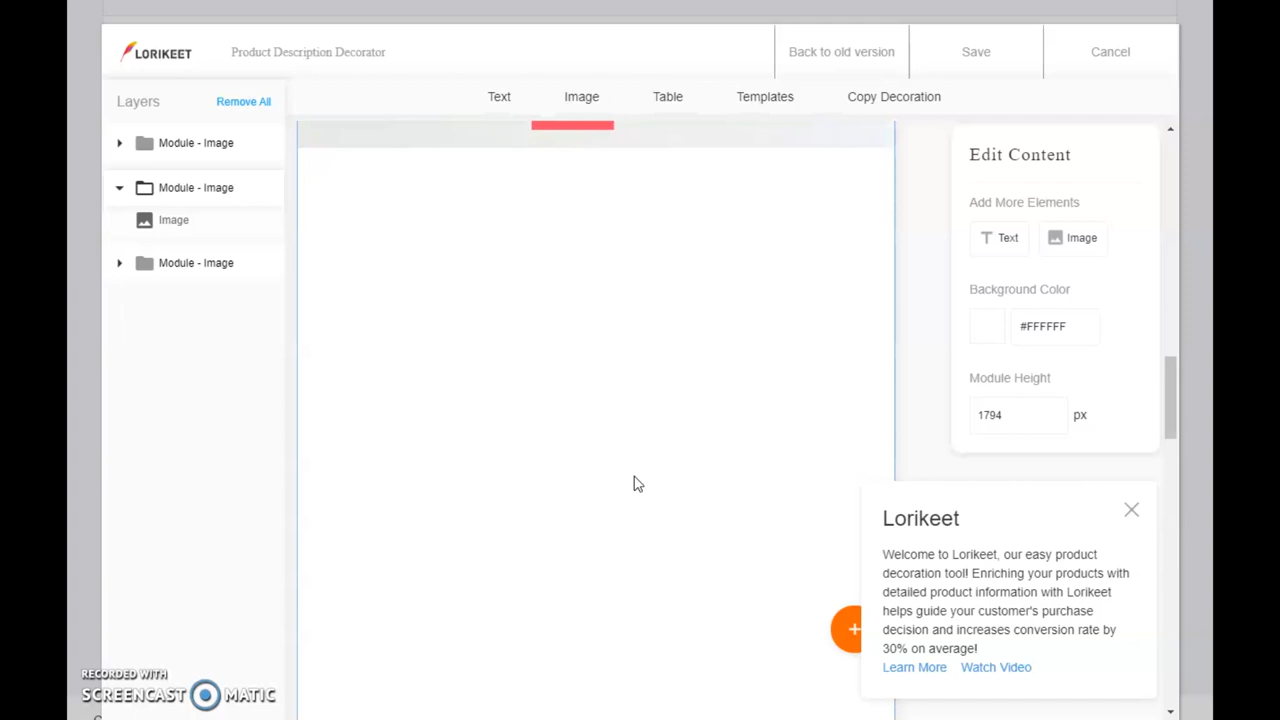 LORIKEET
Product Description Decorator
Back to old version
Save
Cancel
Layers
Remove All
Text
Image
Table
Templates
Copy Decoration
Module - Image
Module - Image
Image
Module - Image
Edit Content
Add More Elements
T Text
Image
Background Color
#FFFFFF
Module Height
1794 px
+
Lorikeet
Welcome to Lorikeet, our easy product
decoration tool! Enriching your products with
detailed product information with Lorikeet
helps guide your customer's purchase
decision and increases conversion rate by
30% on average!
Learn More Watch Video
RECORDED WITH
SCREENCAST MATIC